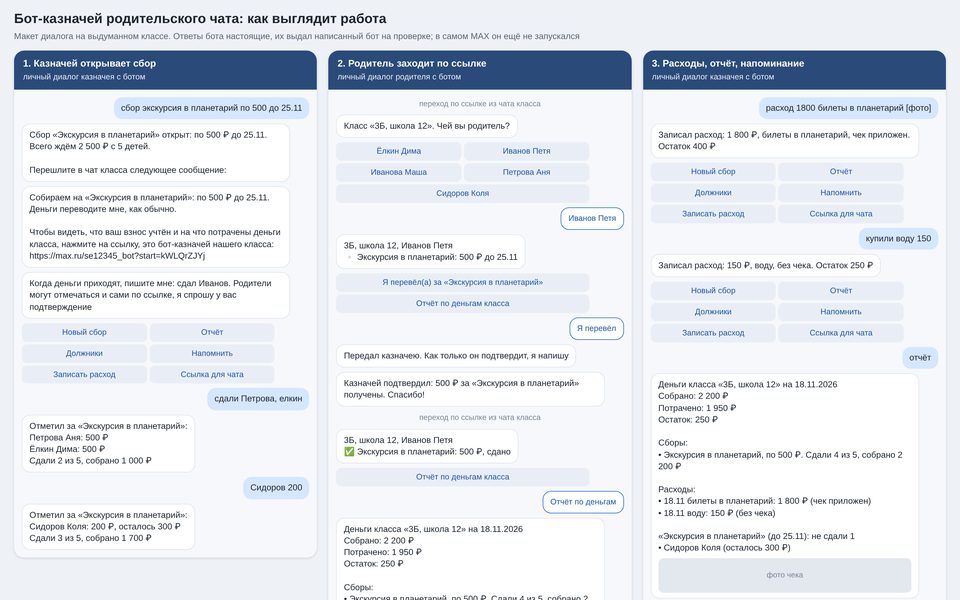 Бот-казначей родительского чата: как выглядит работа
Макет диалога на выдуманном классе. Ответы бота настоящие, их выдал написанный бот на проверке; в самом MAX он ещё не запускался
1. Казначей открывает сбор
личный диалог казначея с ботом
сбор экскурсия в планетарий по 500 до 25.11
Сбор «Экскурсия в планетарий» открыт: по 500 ₽ до 25.11.
Всего ждём 2 500 ₽ с 5 детей.
Перешлите в чат класса следующее сообщение:
Собираем на «Экскурсия в планетарий»: по 500 ₽ до 25.11.
Деньги переводите мне, как обычно.
Чтобы видеть, что ваш взнос учтён и на что потрачены деньги
класса, нажмите на ссылку, это бот-казначей нашего класса:
https://max.ru/se12345_bot?start=kWLQrZJYj
Когда деньги приходят, пишите мне: сдал Иванов. Родители
могут отмечаться и сами по ссылке, я спрошу у вас
подтверждение
Новый сбор
Отчёт
Должники
Напомнить
Записать расход
Ссылка для чата
сдали Петрова, елкин
Отметил за «Экскурсия в планетарий»:
Петрова Аня: 500 ₽
Ёлкин Дима: 500 ₽
Сдали 2 из 5, собрано 1 000 ₽
Сидоров 200
Отметил за «Экскурсия в планетарий»:
Сидоров Коля: 200 ₽, осталось 300 ₽
Сдали 3 из 5, собрано 1 700 ₽
2. Родитель заходит по ссылке
личный диалог родителя с ботом
переход по ссылке из чата класса
Класс «3Б, школа 12». Чей вы родитель?
Ёлкин Дима
Иванов Петя
Иванова Маша
Петрова Аня
Сидоров Коля
Иванов Петя
3Б, школа 12, Иванов Петя
▫️ Экскурсия в планетарий: 500 ₽ до 25.11
Я перевёл(а) за «Экскурсия в планетарий»
Отчёт по деньгам класса
Я перевёл
Передал казначею. Как только он подтвердит, я напишу
Казначей подтвердил: 500 ₽ за «Экскурсия в планетарий»
получены. Спасибо!
переход по ссылке из чата класса
3Б, школа 12, Иванов Петя
✅ Экскурсия в планетарий: 500 ₽, сдано
Отчёт по деньгам класса
Отчёт по деньгам
Деньги класса «3Б, школа 12» на 18.11.2026
Собрано: 2 200 ₽
Потрачено: 1 950 ₽
Остаток: 250 ₽
Сборы:
• Экскурсия в планетарий, по 500 ₽. Сдали 4 из 5, собрано 2
3. Расходы, отчёт, напоминание
личный диалог казначея с ботом
расход 1800 билеты в планетарий [фото]
Записал расход: 1 800 ₽, билеты в планетарий, чек приложен.
Остаток 400 ₽
Новый сбор
Отчёт
Должники
Напомнить
Записать расход
Ссылка для чата
купили воду 150
Записал расход: 150 ₽, воду, без чека. Остаток 250 ₽
Новый сбор
Отчёт
Должники
Напомнить
Записать расход
Ссылка для чата
отчёт
Деньги класса «3Б, школа 12» на 18.11.2026
Собрано: 2 200 ₽
Потрачено: 1 950 ₽
Остаток: 250 ₽
Сборы:
• Экскурсия в планетарий, по 500 ₽. Сдали 4 из 5, собрано 2
200 ₽
Расходы:
• 18.11 билеты в планетарий: 1 800 ₽ (чек приложен)
• 18.11 воду: 150 ₽ (без чека)
«Экскурсия в планетарий» (до 25.11): не сдали 1
• Сидоров Коля (осталось 300 ₽)
фото чека